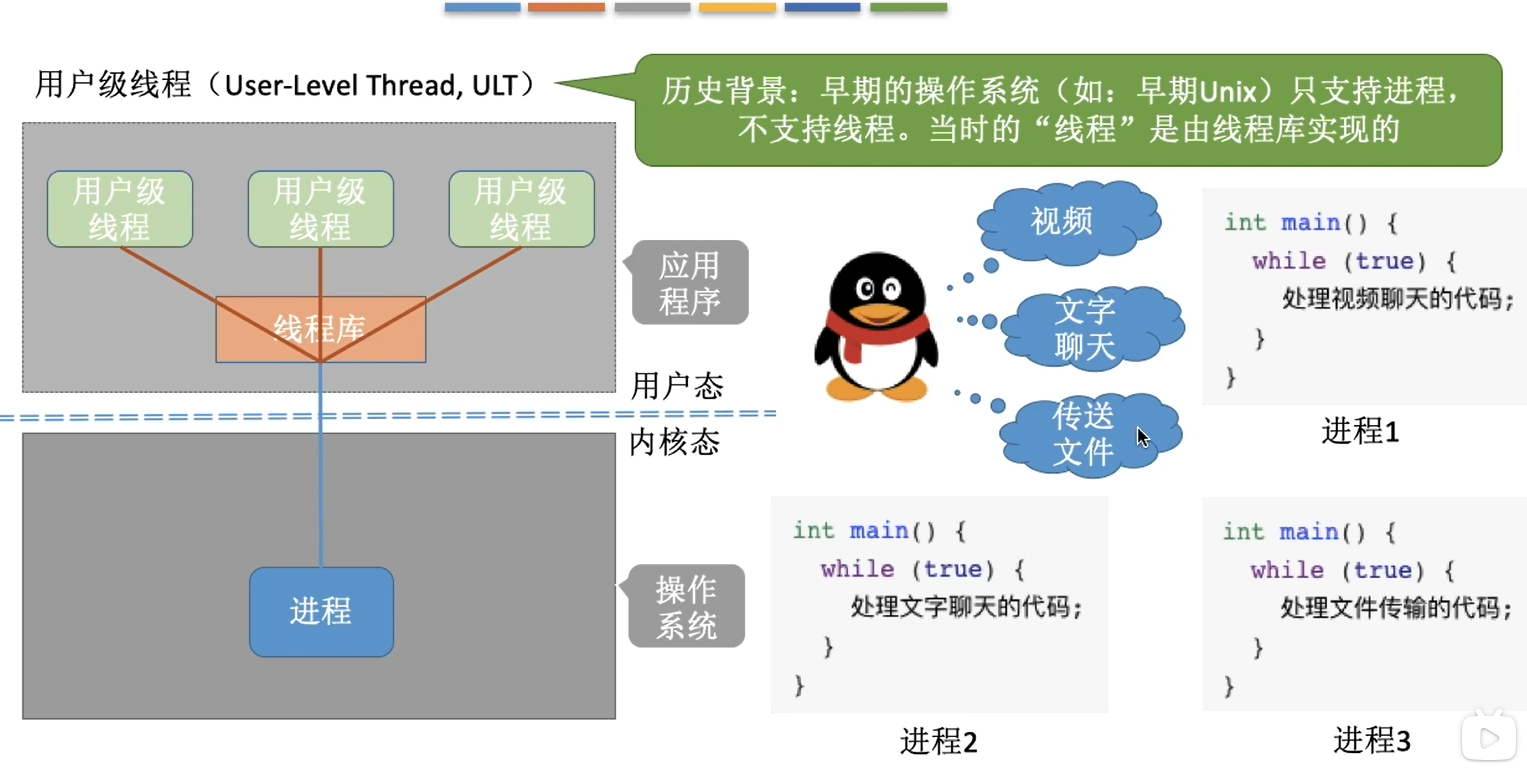 用户级线程（User-Level Thread, ULT）
历史背景：早期的操作系统（如：早期Unix）只支持进程，
不支持线程。当时的“线程”是由线程库实现的
用户级
线程
用户级
线程
用户级
线程
线程库
应用
程序
用户态
内核态
进程
操作
系统
视频
文字
聊天
传送
文件
int main() {
while (true) {
处理视频聊天的代码;
}
}
进程1
int main() {
while (true) {
处理文字聊天的代码;
}
}
进程2
int main() {
while (true) {
处理文件传输的代码;
}
}
进程3